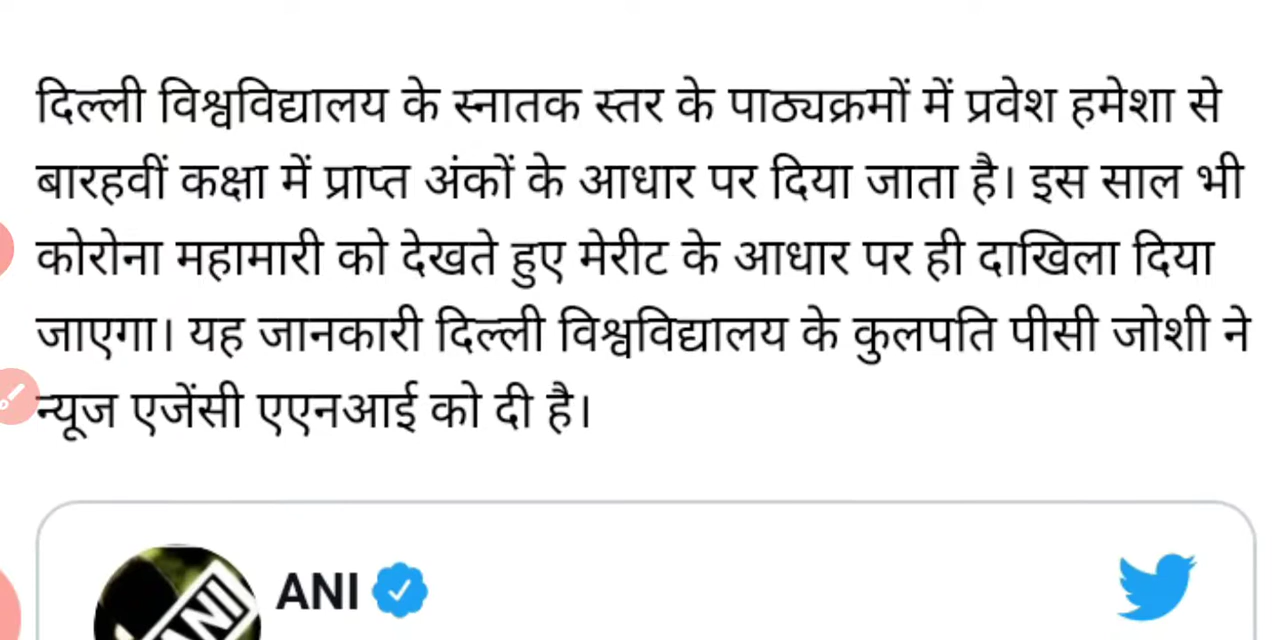 दिल्ली विश्वविद्यालय के स्नातक स्तर के पाठ्यक्रमों में प्रवेश हमेशा से
बारहवीं कक्षा में प्राप्त अंकों के आधार पर दिया जाता है। इस साल भी
कोरोना महामारी को देखते हुए मेरीट के आधार पर ही दाखिला दिया
जाएगा। यह जानकारी दिल्ली विश्वविद्यालय के कुलपति पीसी जोशी ने
न्यूज एजेंसी एएनआई को दी है।
ANI
ANI